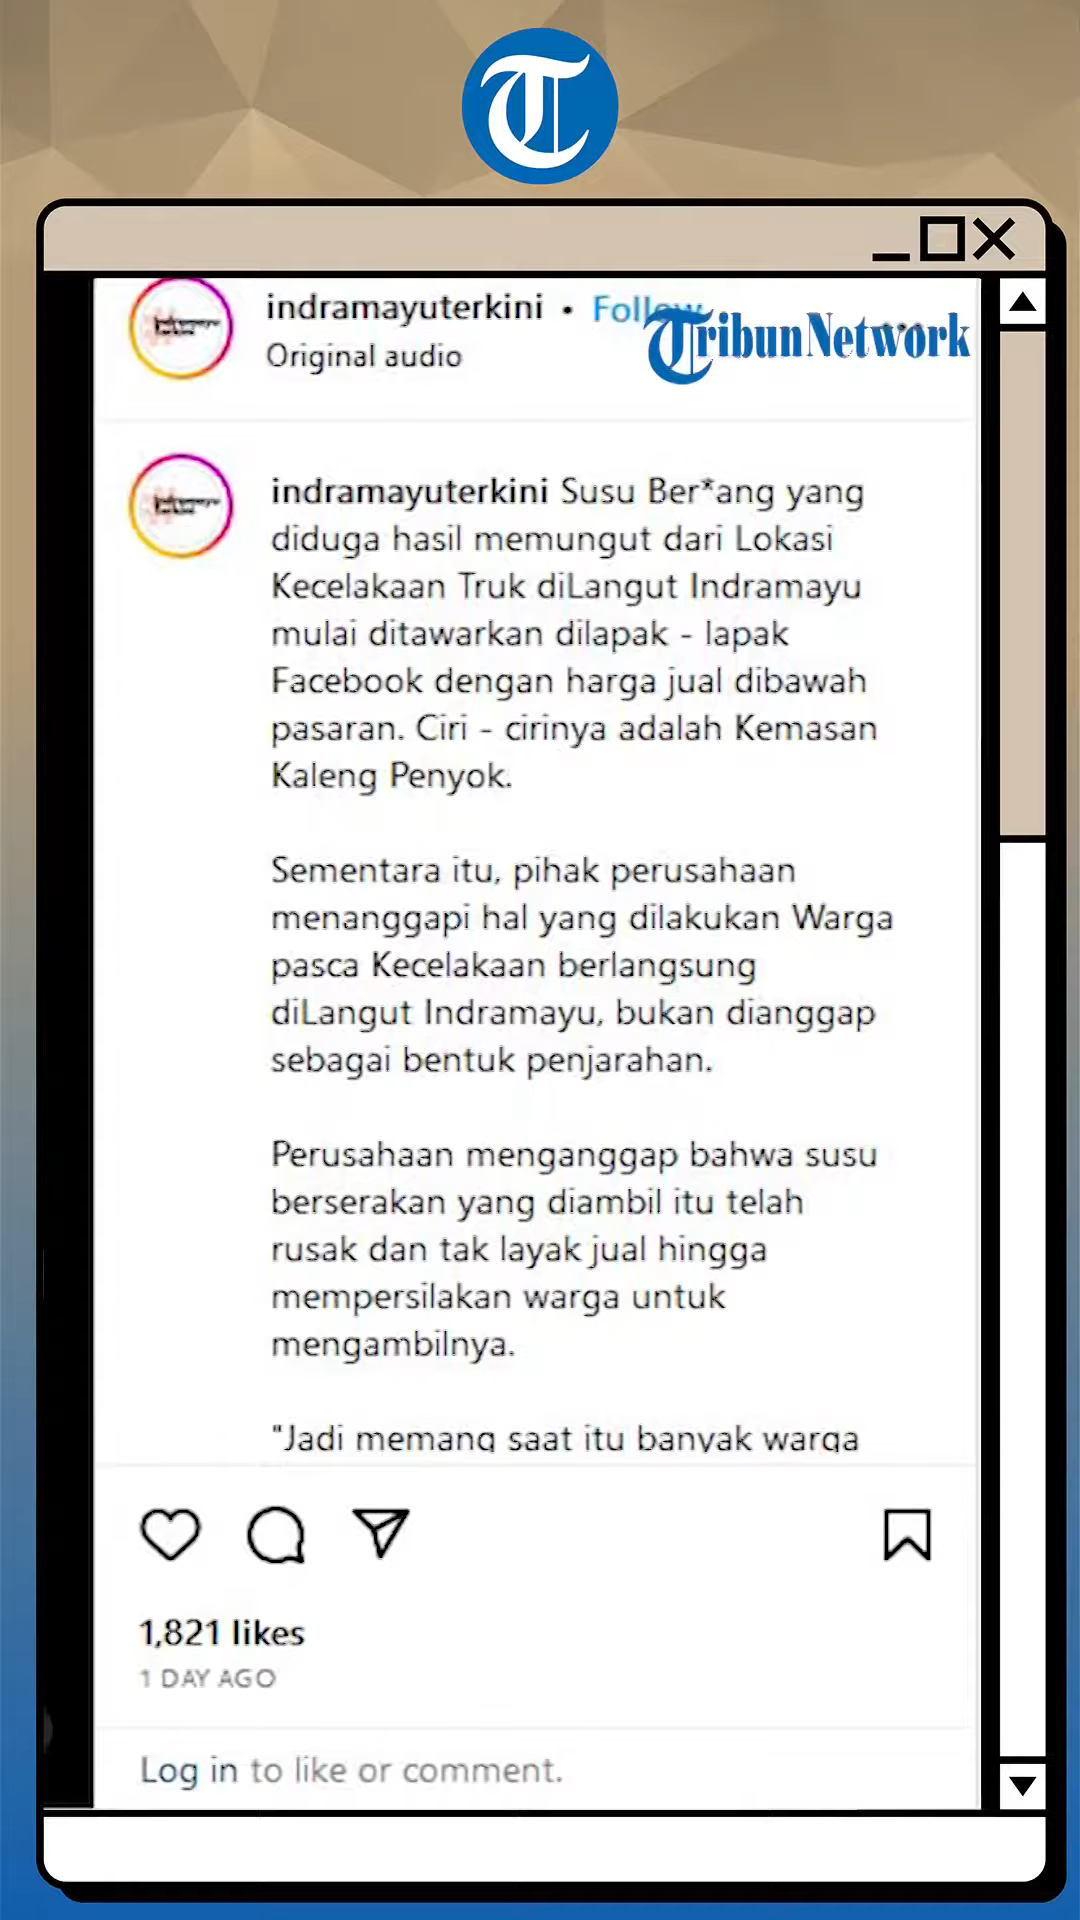 T
indramayuterkini • Follow
TribunNetwork
Original audio
indramayuterkini Susu Ber*ang yang
diduga hasil memungut dari Lokasi
Kecelakaan Truk diLangut Indramayu
mulai ditawarkan dilapak - lapak
Facebook dengan harga jual dibawah
pasaran. Ciri - cirinya adalah Kemasan
Kaleng Penyok.
Sementara itu, pihak perusahaan
menanggapi hal yang dilakukan Warga
pasca Kecelakaan berlangsung
diLangut Indramayu, bukan dianggap
sebagai bentuk penjarahan.
Perusahaan menganggap bahwa susu
berserakan yang diambil itu telah
rusak dan tak layak jual hingga
mempersilakan warga untuk
mengambilnya.
"Jadi memang saat itu banyak warga
1,821 likes
1 DAY AGO
Log in to like or comment.